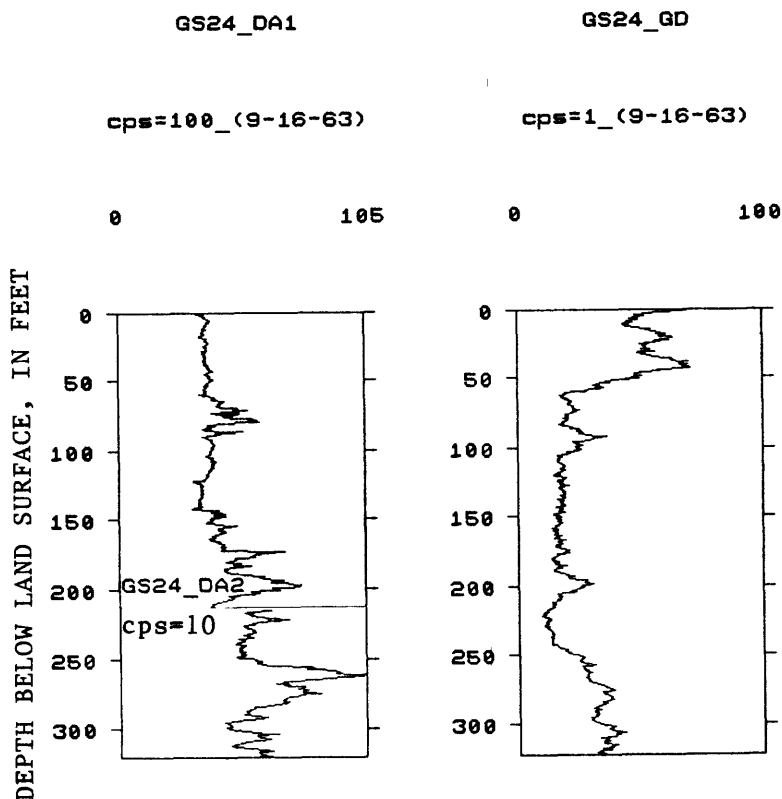 GS24_DA1
GS24_GD
cps=100_(9-16-63)
cps=1_(9-16-63)
0 105
0 100
DEPTH BELOW LAND SURFACE, IN FEET
0
50
100
150
200
250
300
GS24_DA2
cps=10
0
50
100
150
200
250
300